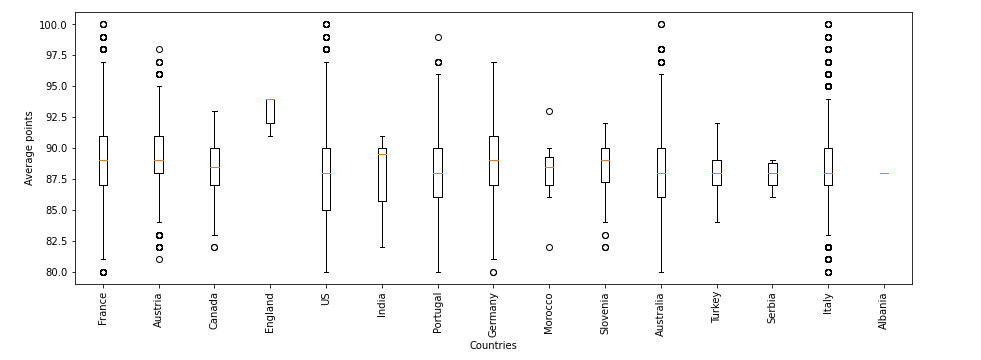 100.0
97.5
95.0
92.5
90.0
87.5
85.0
82.5
80.0
Average points
France
Austria
Canada
England
US
India
Portugal
Germany
Morocco
Slovenia
Australia
Turkey
Serbia
Italy
Albania
Countries